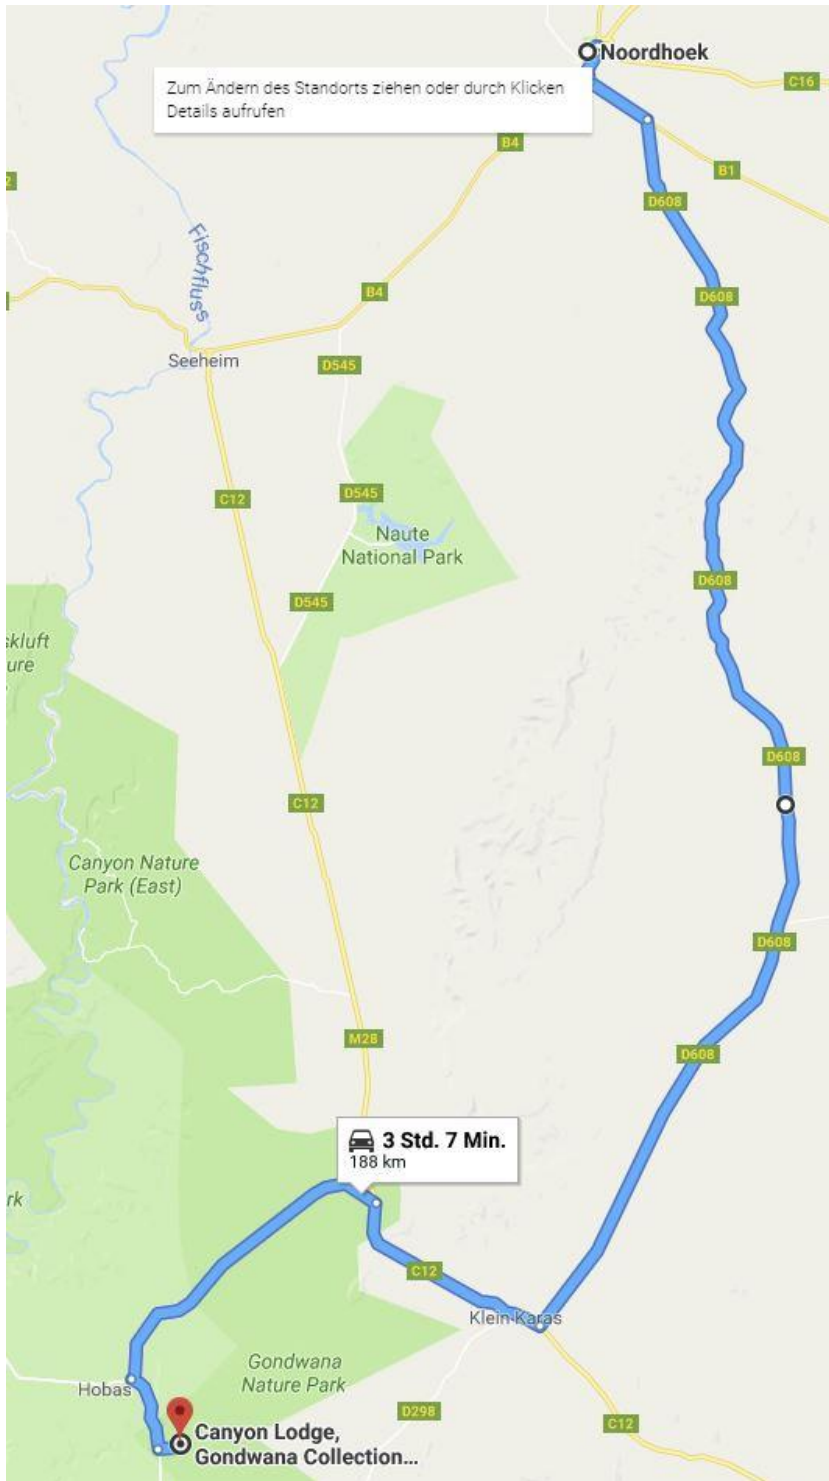 Noordhoek
Zum Ändern des Standorts ziehen oder durch Klicken
Details aufrufen
C16
B4
B1
2
D608
Fischfluss
D608
B4
Seeheim
D545
C12
D545
Naute
National Park
D608
D545
skluft
ure
D608
C12
Canyon Nature
Park (East)
D608
M28
D608
3 Std. 7 Min.
188 km
rk
C12
Klein-Karas
Gondwana
Nature Park
Hobas
D298
C12
Canyon Lodge,
Gondwana Collection...